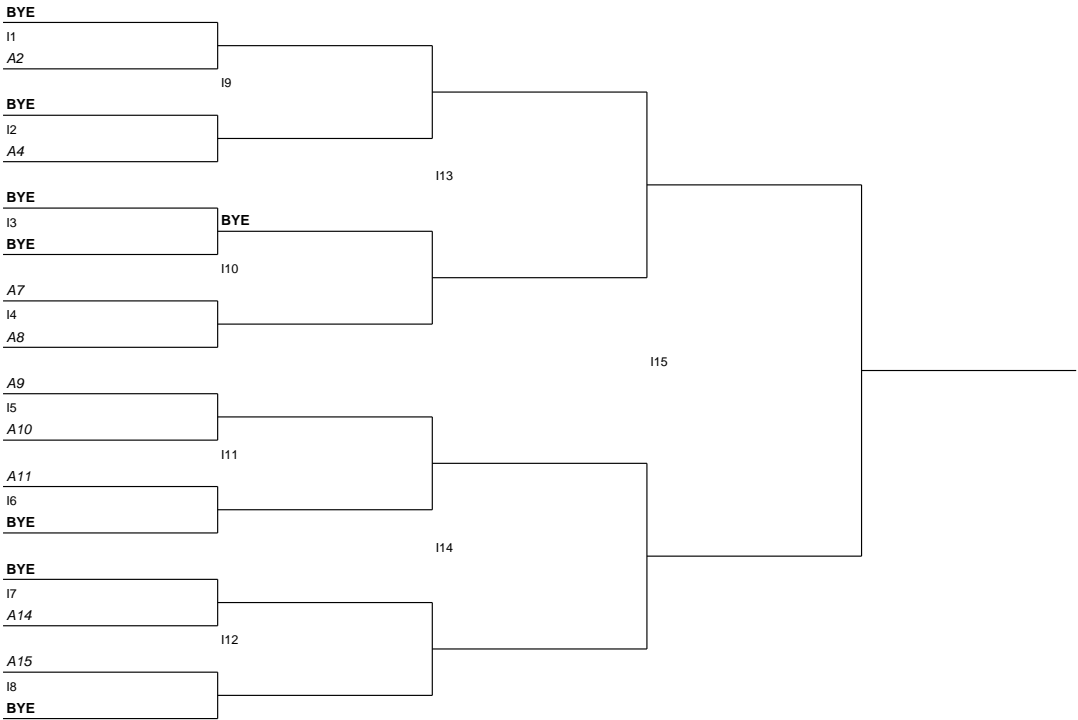 BYE
I1
A2
I9
BYE
I2
A4
I13
BYE
I3
BYE
BYE
I10
A7
I4
A8
I15
A9
I5
A10
I11
A11
I6
BYE
I14
BYE
I7
A14
I12
A15
I8
BYE